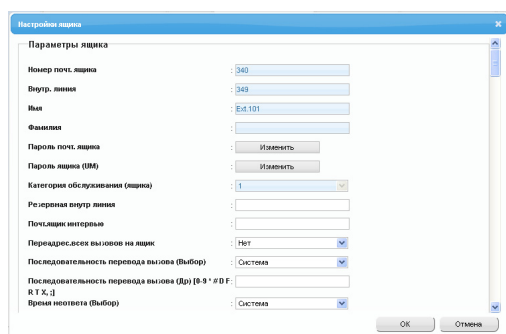 Настройки ящика
Параметры ящика
Номер почт. ящика : 340
Внутр. линия : 349
Имя : Ext.101
Фамилия :
Пароль почт. ящика : Изменить
Пароль ящика (UM) : Изменить
Категория обслуживания (ящика) : 1
Резервная внутр линия :
Почт.ящик интервью :
Переадрес.всех вызовов на ящик : Нет
Последовательность перевода вызова (Выбор) : Система
Последовательность перевода вызова (Др) [0-9 * # D F :
R T X, ;]
Время неответа (Выбор) : Система
OK Отмена